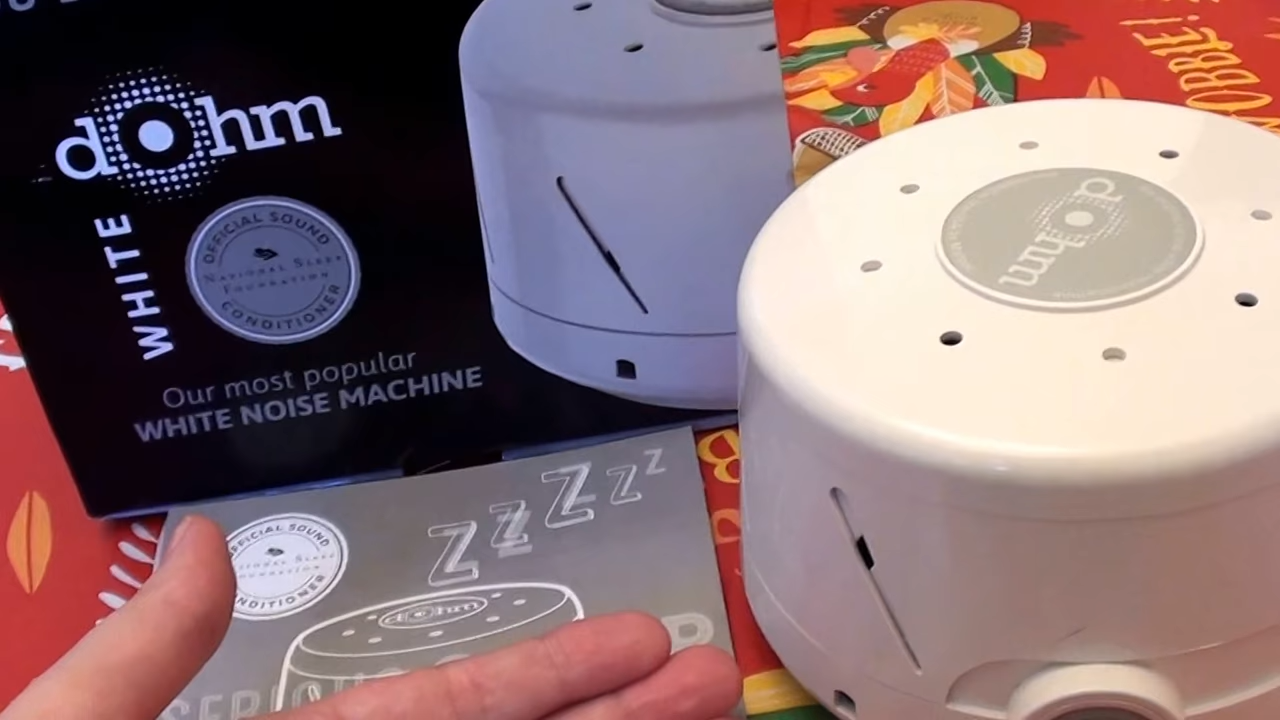 dohm
WHITE
OFFICIAL SOUND
NATIONAL SLEEP
FOUNDATION
CONDITIONER
Our most popular
WHITE NOISE MACHINE
WOBBLE!
dohm
ZZZZZ
OFFICIAL SOUND
CONDITIONER
dohm